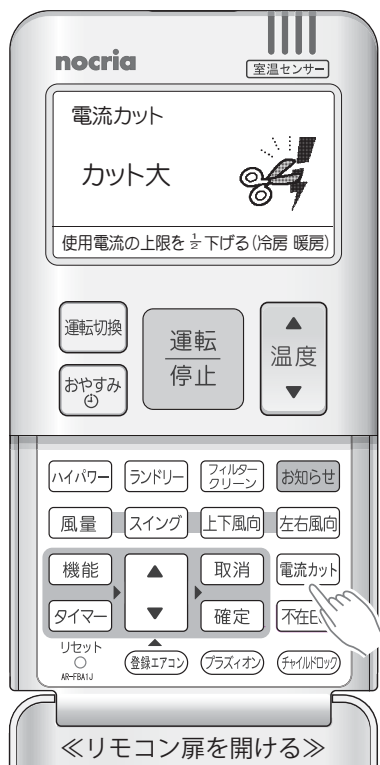 nocria
室温センサー
電流カット
カット大
使用電流の上限を ½ 下げる(冷房 暖房)
運転切換
運転
停止
温度
おやすみ
ハイパワー
ランドリー
フィルター
クリーン
お知らせ
風量
スイング
上下風向
左右風向
機能
取消
電流カット
タイマー
確定
リセット
登録エアコン
プラズィオン
チャイルドロック
AR-FBA1J
≪リモコン扉を開ける≫